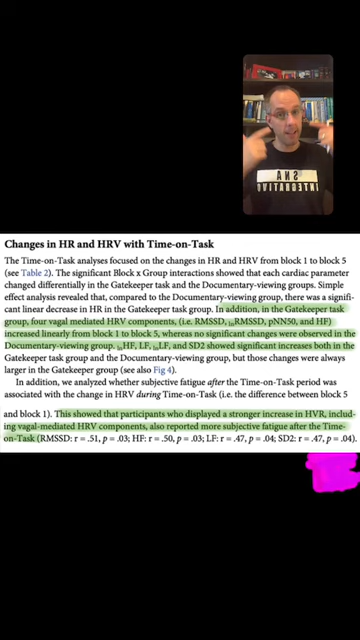 SNA
INTEGRATIVE
Changes in HR and HRV with Time-on-Task
The Time-on-Task analyses focused on the changes in HR and HRV from block 1 to block 5
(see Table 2). The significant Block x Group interactions showed that each cardiac parameter
changed differentially in the Gatekeeper task and the Documentary-viewing groups. Simple
effect analysis revealed that, compared to the Documentary-viewing group, there was a signifi-
cant linear decrease in HR in the Gatekeeper task group. In addition, in the Gatekeeper task
group, four vagal mediated HRV components, (i.e. RMSSD, lnRMSSD, pNN50, and HF)
increased linearly from block 1 to block 5, whereas no significant changes were observed in the
Documentary-viewing group. lnHF, LF, lnLF, and SD2 showed significant increases both in the
Gatekeeper task group and the Documentary-viewing group, but those changes were always
larger in the Gatekeeper group (see also Fig 4).
In addition, we analyzed whether subjective fatigue after the Time-on-Task period was
associated with the change in HRV during Time-on-Task (i.e. the difference between block 5
and block 1). This showed that participants who displayed a stronger increase in HVR, includ-
ing vagal-mediated HRV components, also reported more subjective fatigue after the Time-
on-Task (RMSSD: r = .51, p = .03; HF: r = .50, p = .03; LF: r = .47, p = .04; SD2: r = .47, p = .04).